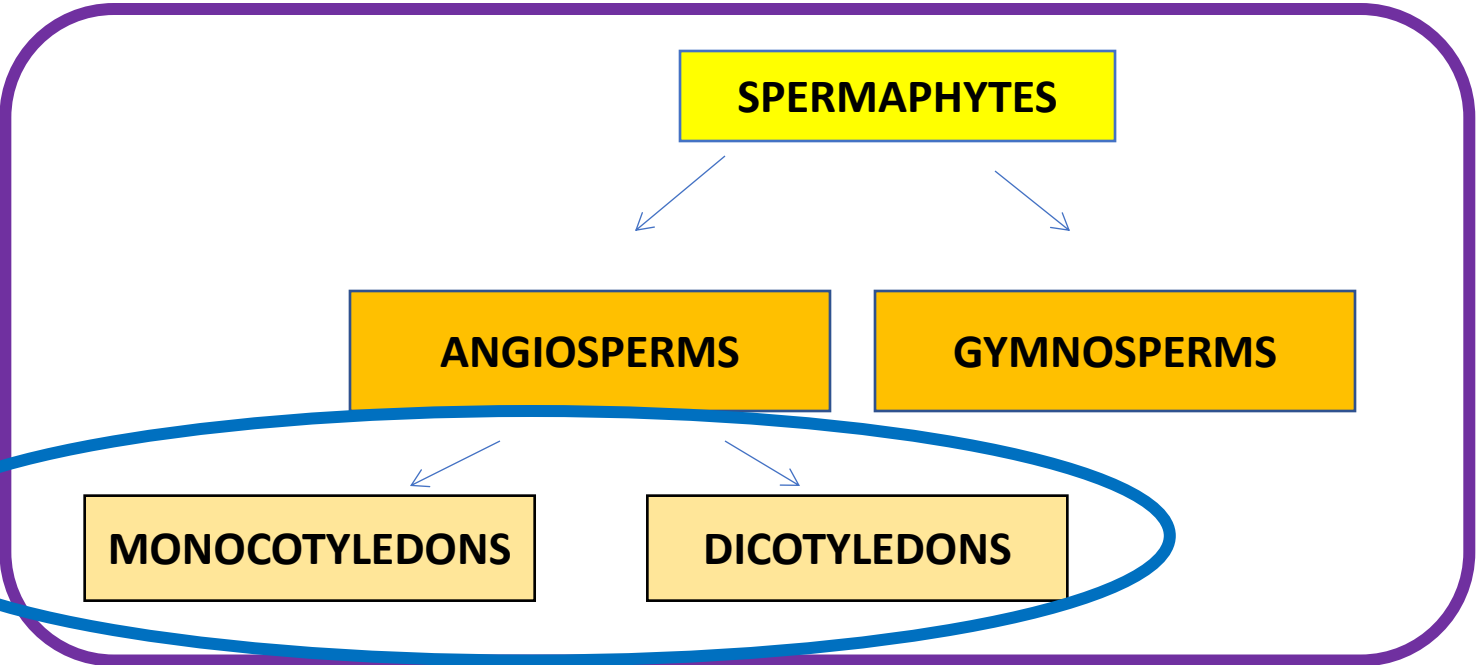 SPERMAPHYTES
ANGIOSPERMS
GYMNOSPERMS
MONOCOTYLEDONS
DICOTYLEDONS